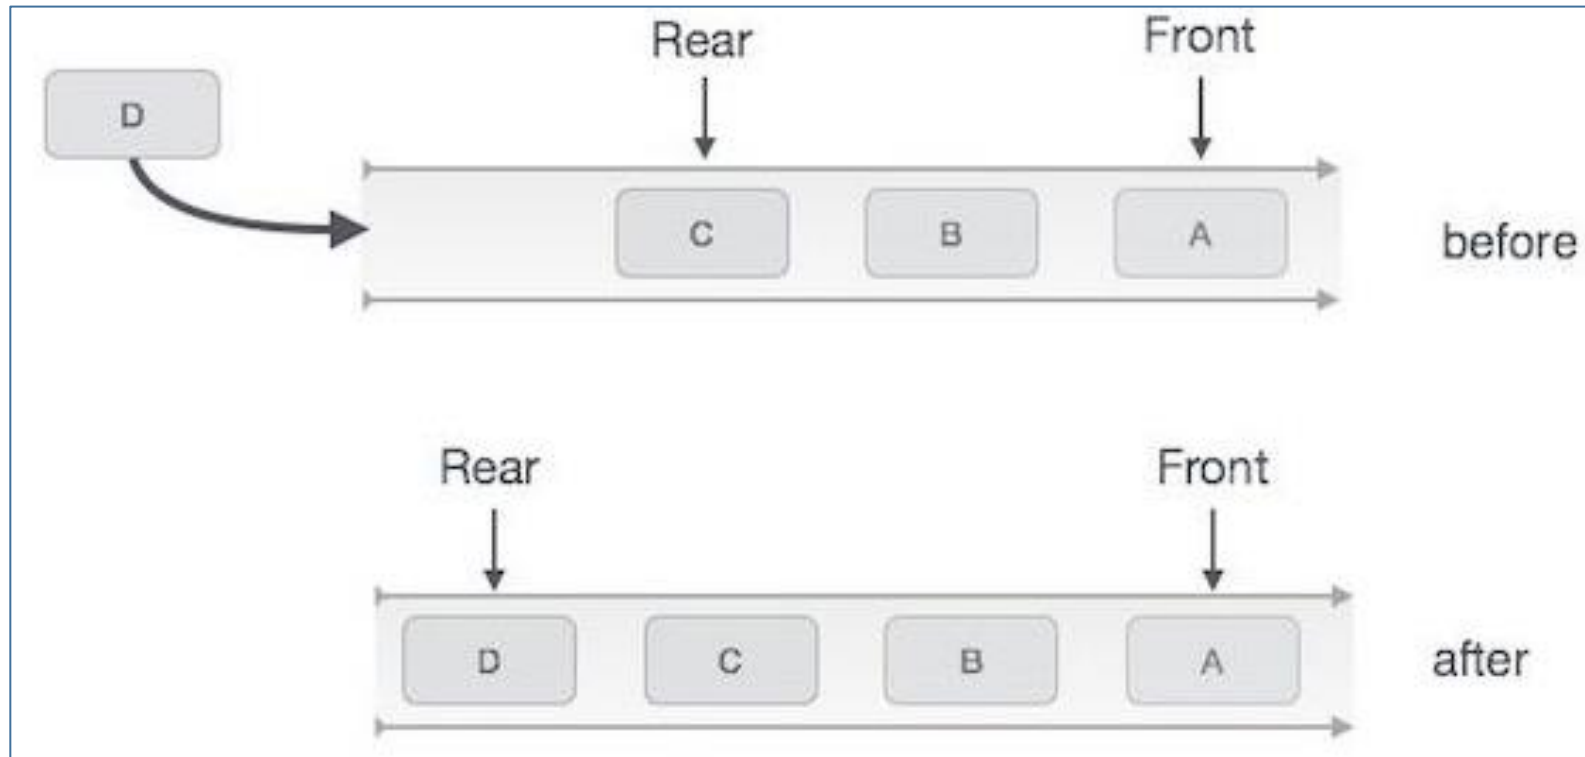 Rear Front
D
C B A
before
Rear Front
D C B A
after